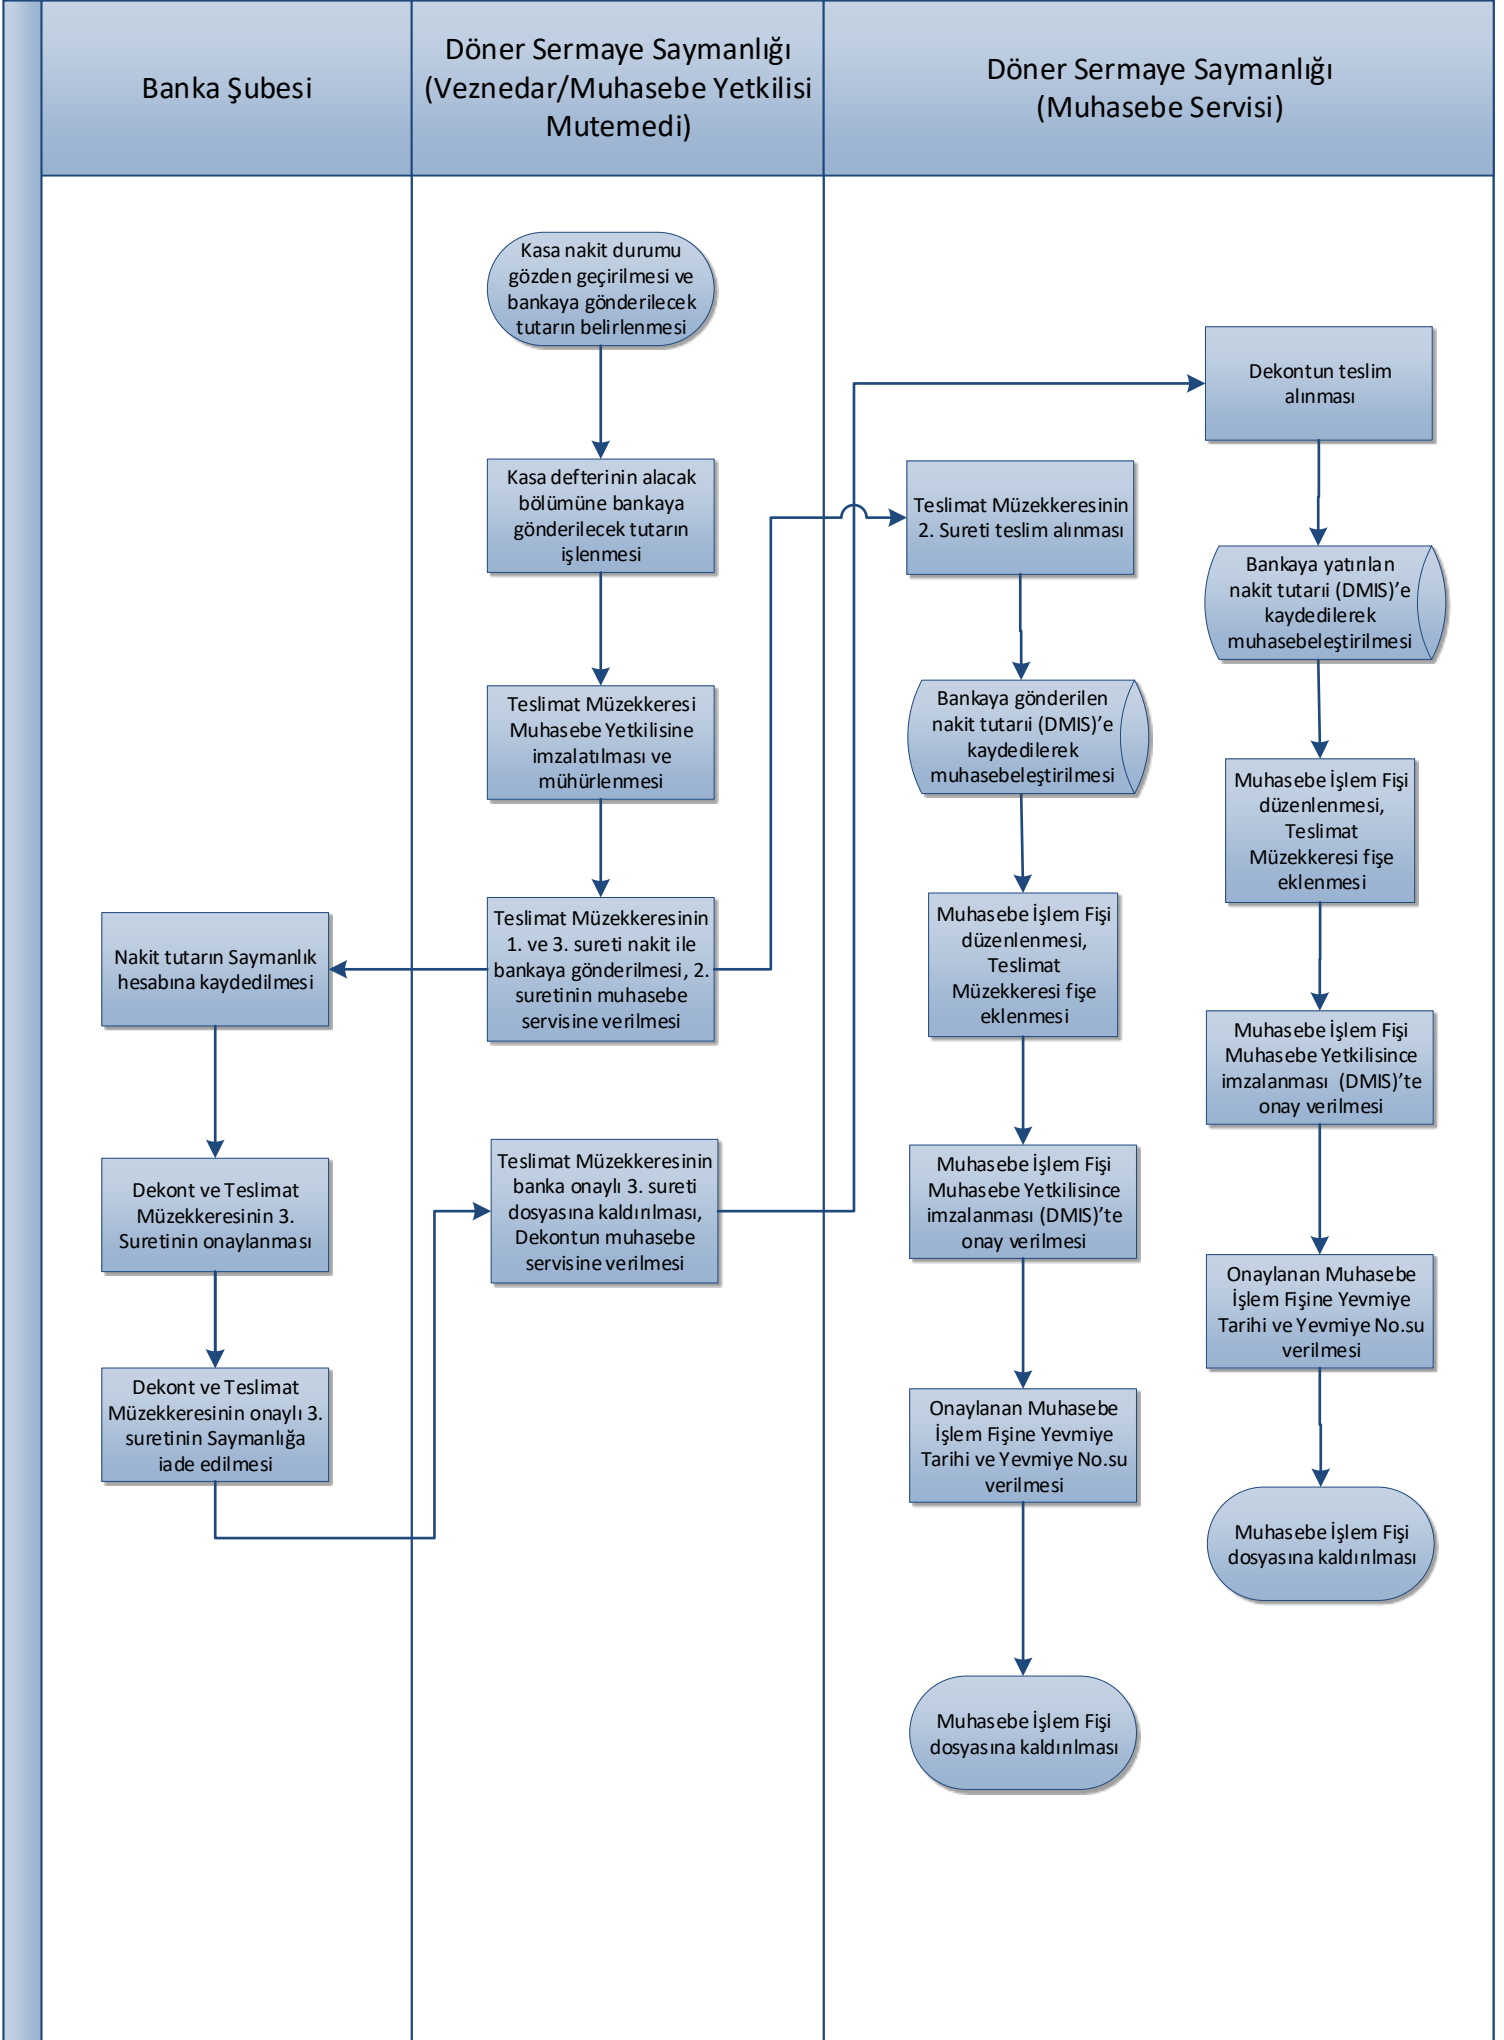 Banka Şubesi
Döner Sermaye Saymanlığı
(Veznedar/Muhasebe Yetkilisi
Mutemedi)
Döner Sermaye Saymanlığı
(Muhasebe Servisi)
Kasa nakit durumu
gözden geçirilmesi ve
bankaya gönderilecek
tutarın belirlenmesi
Kasa defterinin alacak
bölümüne bankaya
gönderilecek tutarın
işlenmesi
Teslimat Müzekkeresi
Muhasebe Yetkilisine
imzalatılması ve
mühürlenmesi
Teslimat Müzekkeresinin
1. ve 3. sureti nakit ile
bankaya gönderilmesi, 2.
suretinin muhasebe
servisine verilmesi
Nakit tutarın Saymanlık
hesabına kaydedilmesi
Dekont ve Teslimat
Müzekkeresinin 3.
Suretinin onaylanması
Dekont ve Teslimat
Müzekkeresinin onaylı 3.
suretinin Saymanlığa
iade edilmesi
Teslimat Müzekkeresinin
banka onaylı 3. sureti
dosyasına kaldırılması,
Dekontun muhasebe
servisine verilmesi
Teslimat Müzekkeresinin
2. Sureti teslim alınması
Bankaya gönderilen
nakit tutarıi (DMIS)’e
kaydedilerek
muhasebeleştirilmesi
Muhasebe İşlem Fişi
düzenlenmesi,
Teslimat
Müzekkeresi fişe
eklenmesi
Muhasebe İşlem Fişi
Muhasebe Yetkilisince
imzalanması (DMIS)’te
onay verilmesi
Onaylanan Muhasebe
İşlem Fişine Yevmiye
Tarihi ve Yevmiye No.su
verilmesi
Muhasebe İşlem Fişi
dosyasına kaldırılması
Dekontun teslim
alınması
Bankaya yatırılan
nakit tutarıi (DMIS)’e
kaydedilerek
muhasebeleştirilmesi
Muhasebe İşlem Fişi
düzenlenmesi,
Teslimat
Müzekkeresi fişe
eklenmesi
Muhasebe İşlem Fişi
Muhasebe Yetkilisince
imzalanması  (DMIS)’te
onay verilmesi
Onaylanan Muhasebe
İşlem Fişine Yevmiye
Tarihi ve Yevmiye No.su
verilmesi
Muhasebe İşlem Fişi
dosyasına kaldırılması